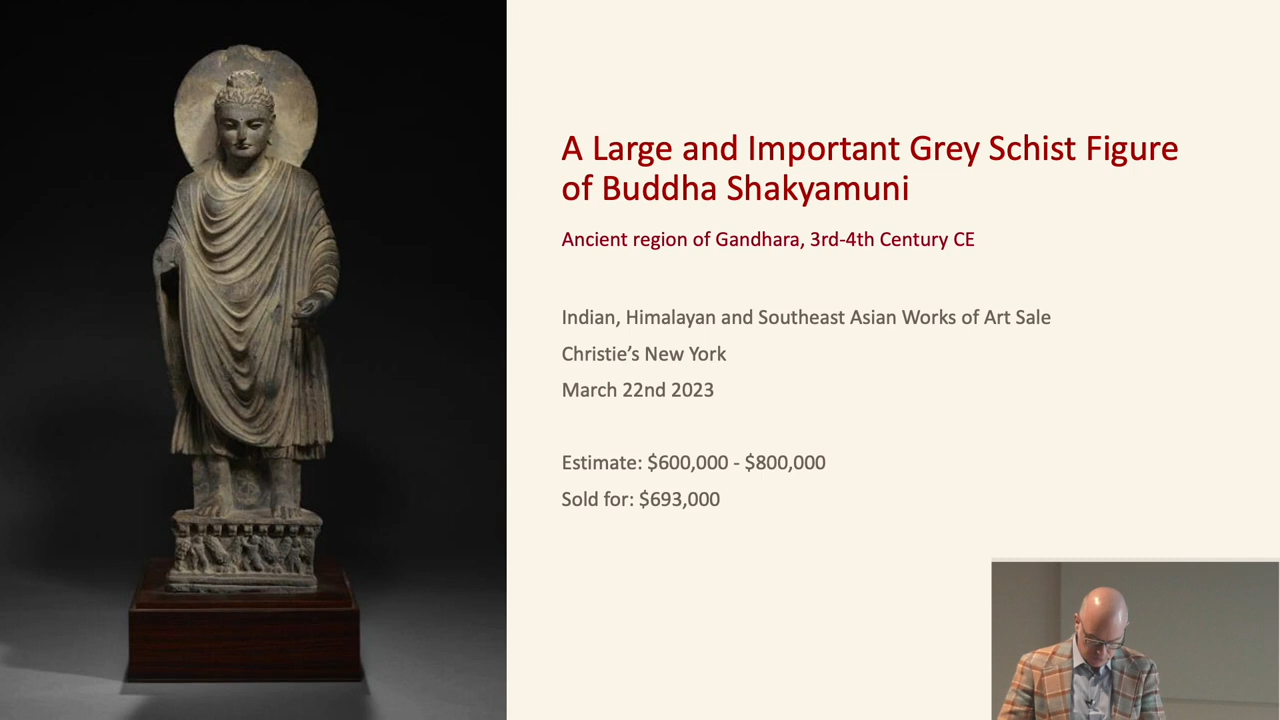 A Large and Important Grey Schist Figure
of Buddha Shakyamuni
Ancient region of Gandhara, 3rd-4th Century CE
Indian, Himalayan and Southeast Asian Works of Art Sale
Christie’s New York
March 22nd 2023
Estimate: $600,000 - $800,000
Sold for: $693,000